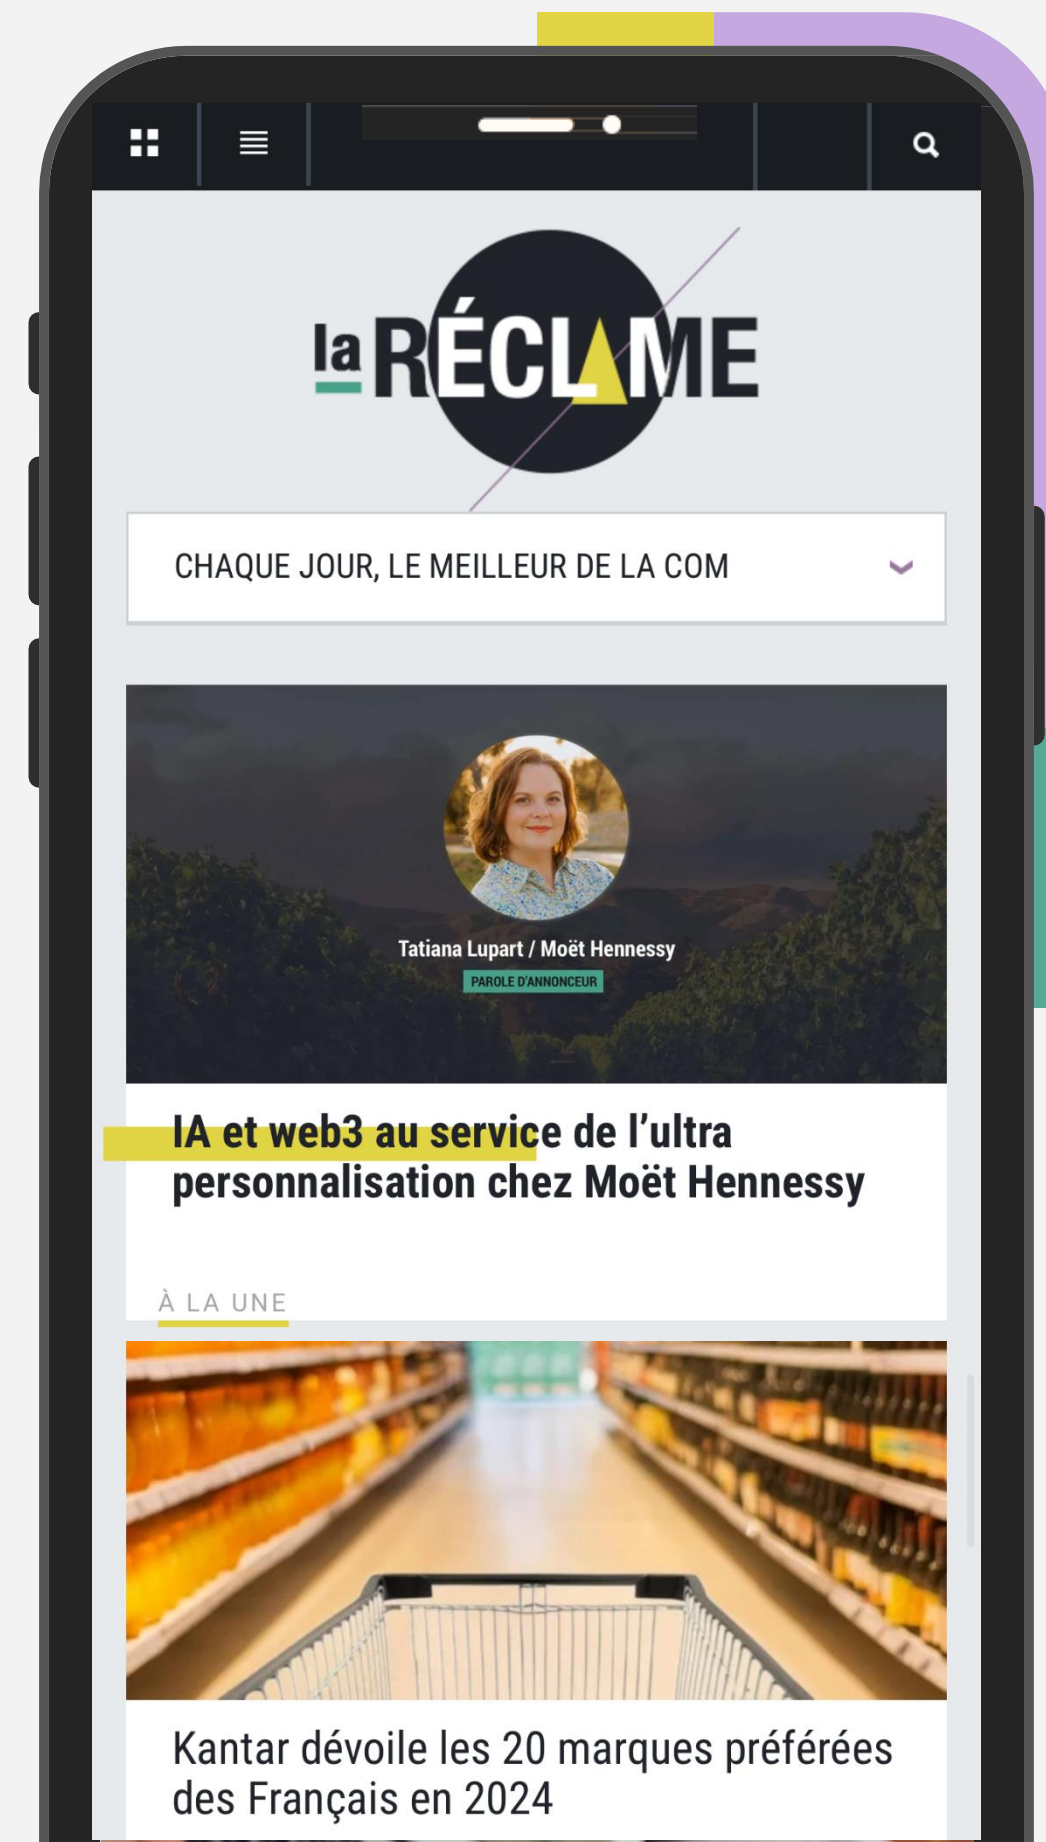 la RÉCLAME
CHAQUE JOUR, LE MEILLEUR DE LA COM
Tatiana Lupart / Moët Hennessy
PAROLE D'ANNONCEUR
IA et web3 au service de l’ultra
personnalisation chez Moët Hennessy
À LA UNE
Kantar dévoile les 20 marques préférées
des Français en 2024